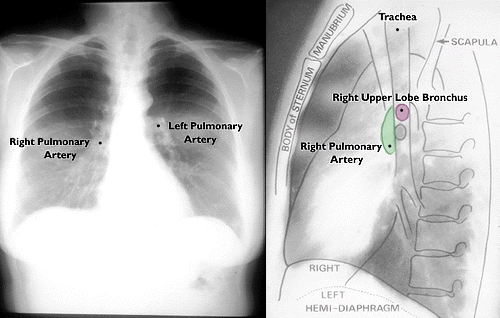 Right Pulmonary
Artery
Left Pulmonary
Artery
Trachea
MANUBRIUM
SCAPULA
BODY of STERNUM
Right Upper Lobe Bronchus
Right Pulmonary
Artery
RIGHT
LEFT
HEMI-DIAPHRAGM